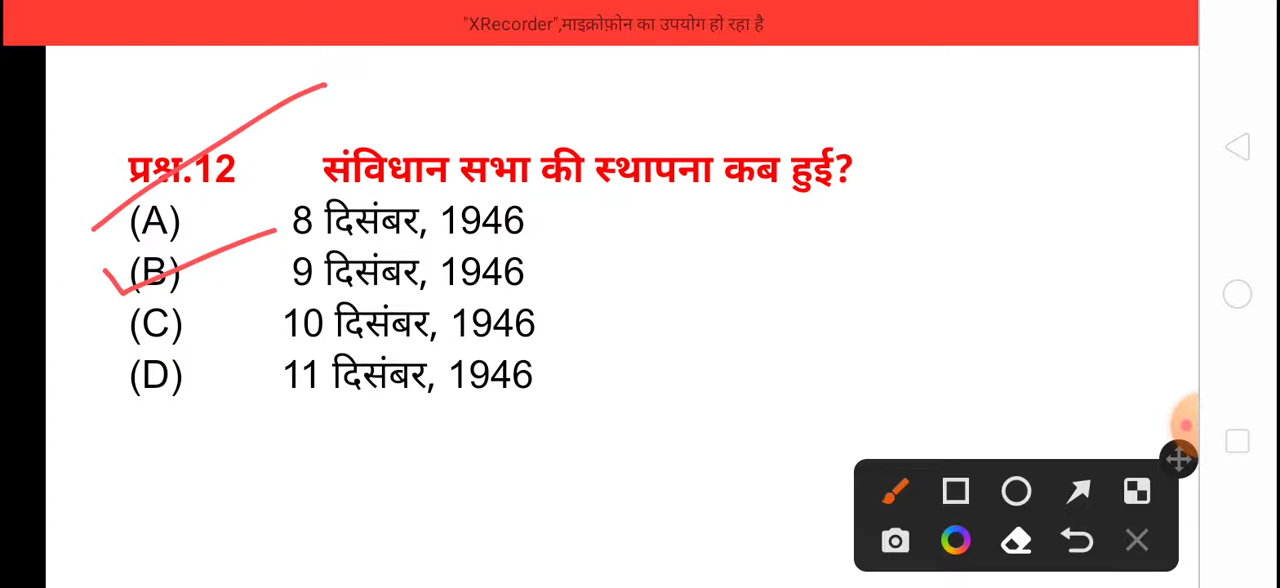 "XRecorder",माइक्रोफ़ोन का उपयोग हो रहा है
प्रश्न.12 संविधान सभा की स्थापना कब हुई?
(A) 8 दिसंबर, 1946
(B) 9 दिसंबर, 1946
(C) 10 दिसंबर, 1946
(D) 11 दिसंबर, 1946